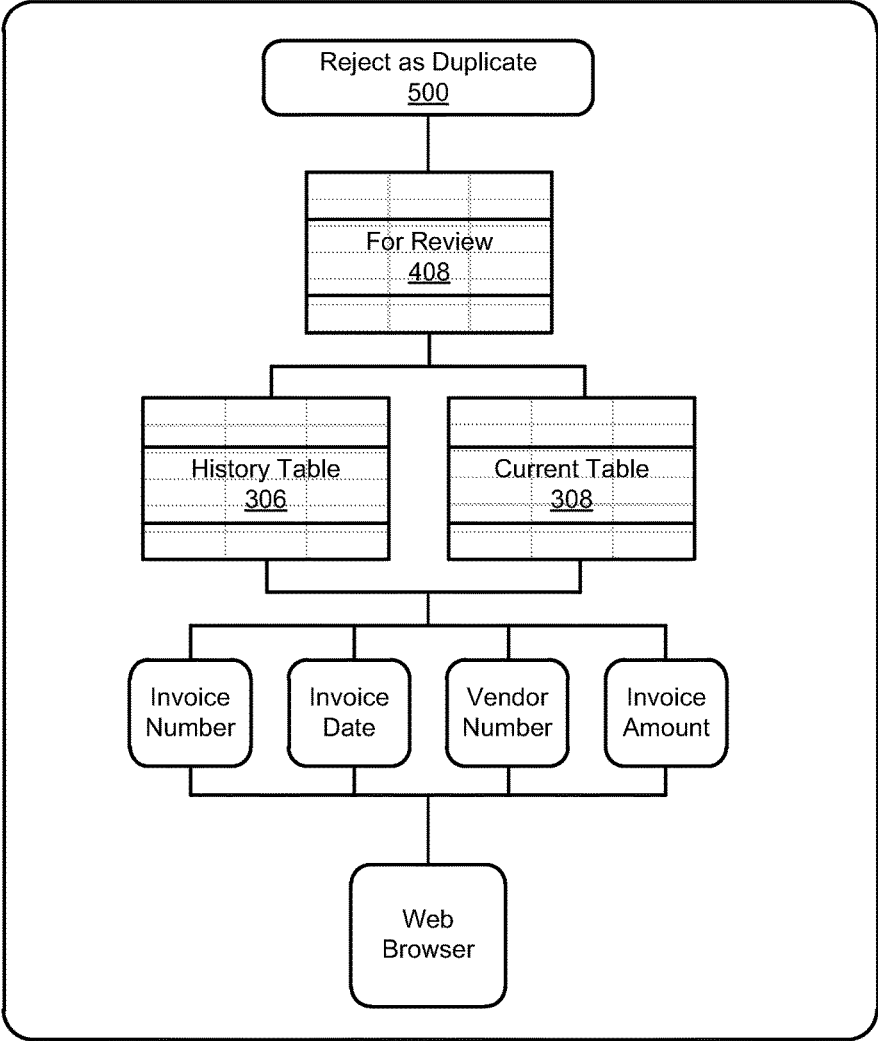 Reject as Duplicate
500
For Review
408
History Table
306
Current Table
308
Invoice
Number
Invoice
Date
Vendor
Number
Invoice
Amount
Web
Browser